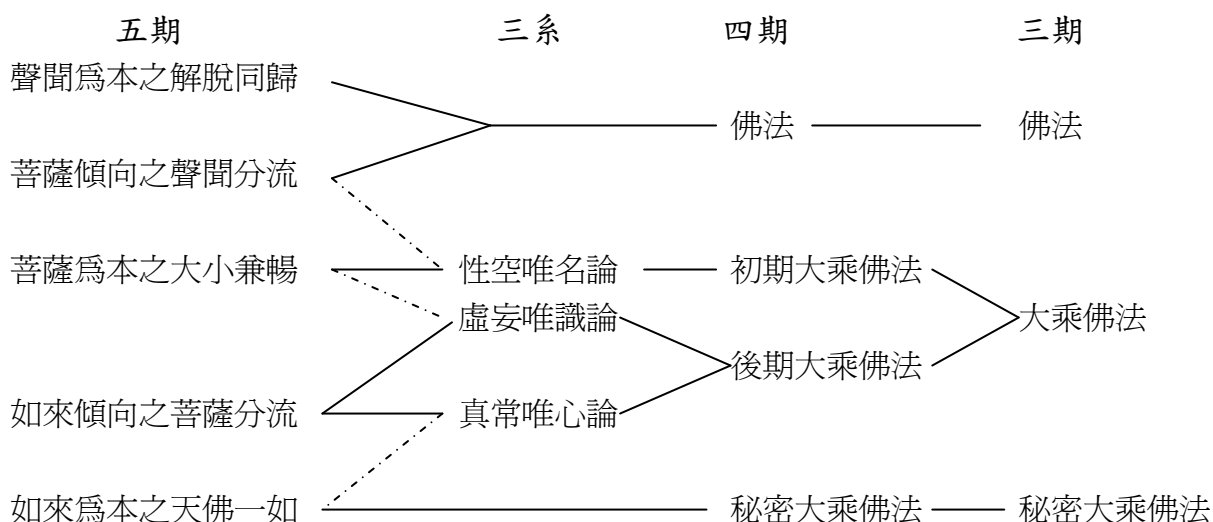 五期 三系 四期 三期
聲聞爲本之解脫同歸
佛法 佛法
菩薩傾向之聲聞分流
菩薩爲本之大小兼暢 性空唯名論 初期大乘佛法
虛妄唯識論 大乘佛法
後期大乘佛法
如來傾向之菩薩分流 真常唯心論
如來爲本之天佛一如 秘密大乘佛法 秘密大乘佛法